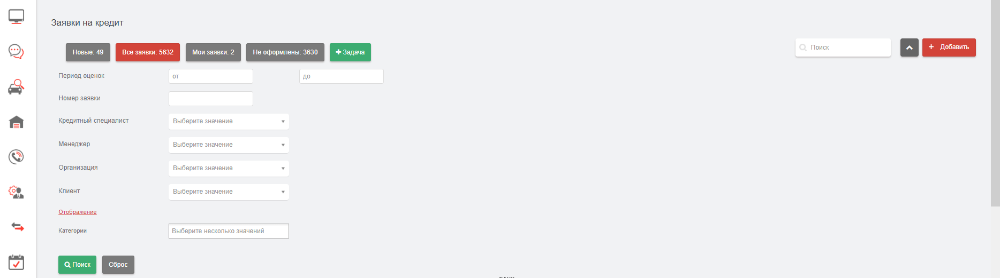 Заявки на кредит
Новые: 49 Все заявки: 5632 Мои заявки: 2 Не оформлены: 3630 Задача Поиск Добавить
Период оценок от до
Номер заявки
Кредитный специалист Выберите значение
Менеджер Выберите значение
Организация Выберите значение
Клиент Выберите значение
Отображение
Категории Выберите несколько значений
Поиск Сброс